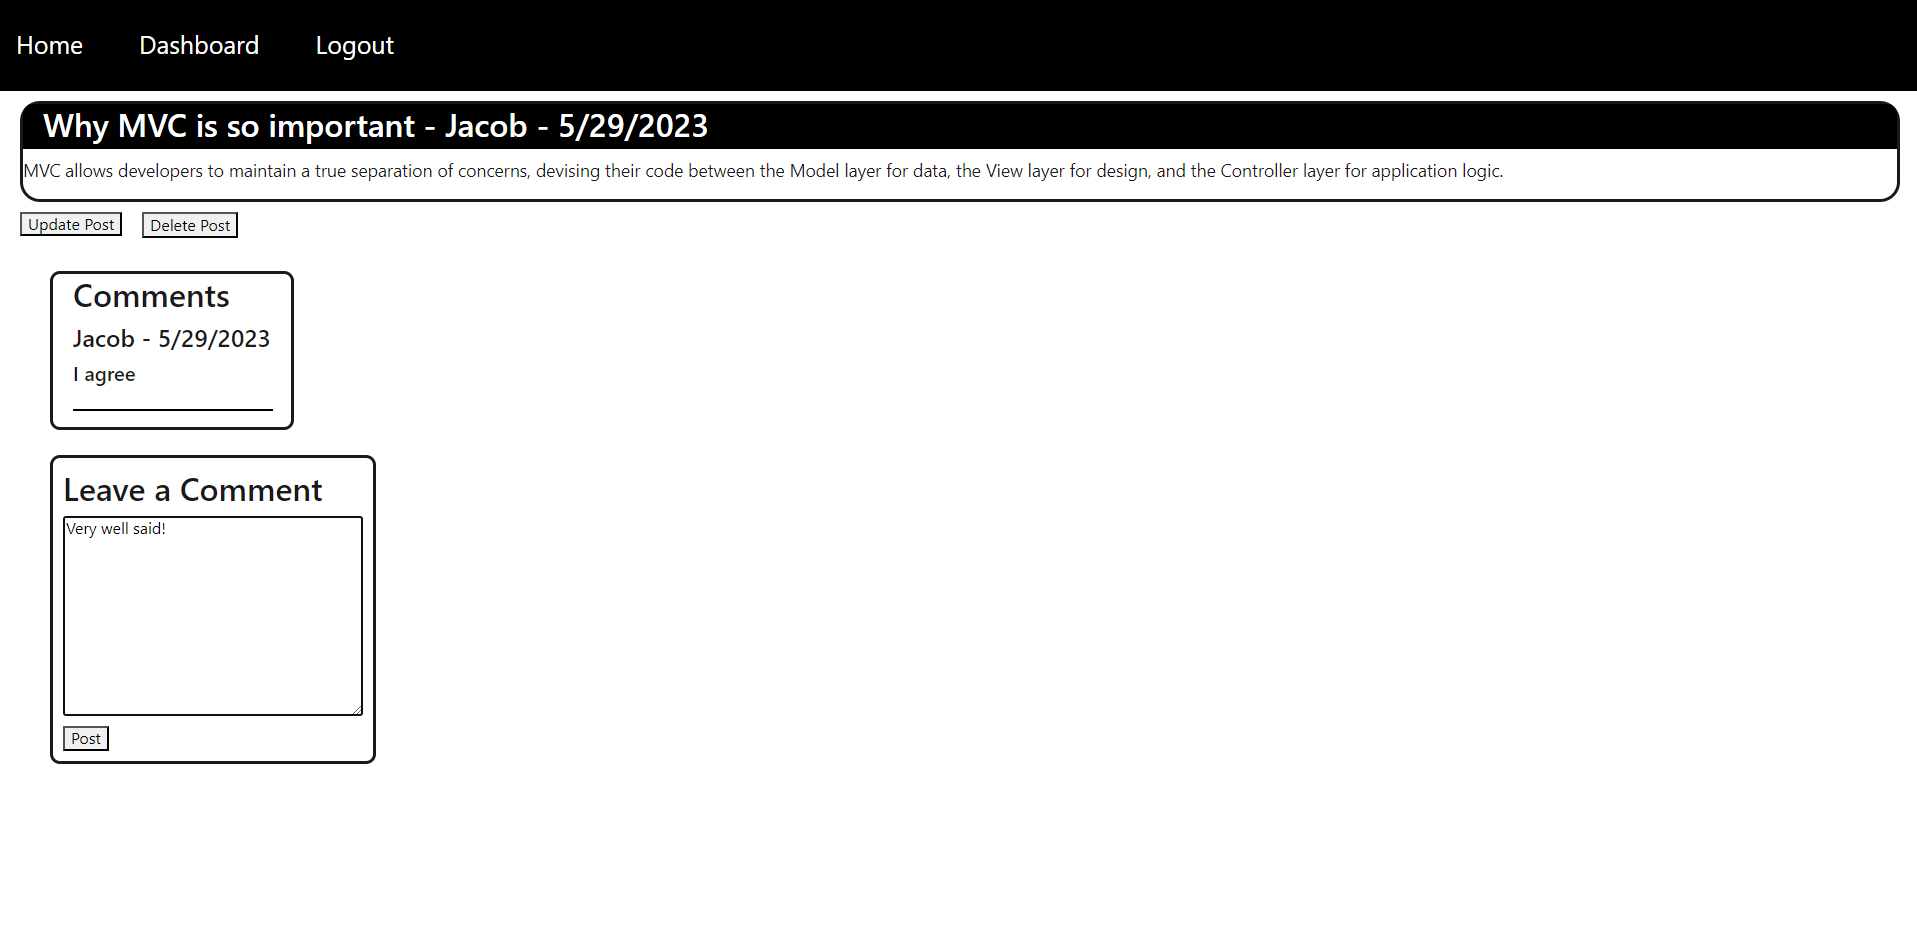 Home Dashboard Logout
Why MVC is so important - Jacob - 5/29/2023
MVC allows developers to maintain a true separation of concerns, devising their code between the Model layer for data, the View layer for design, and the Controller layer for application logic.
Update Post Delete Post
Comments
Jacob - 5/29/2023
I agree
Leave a Comment
Very well said!
Post